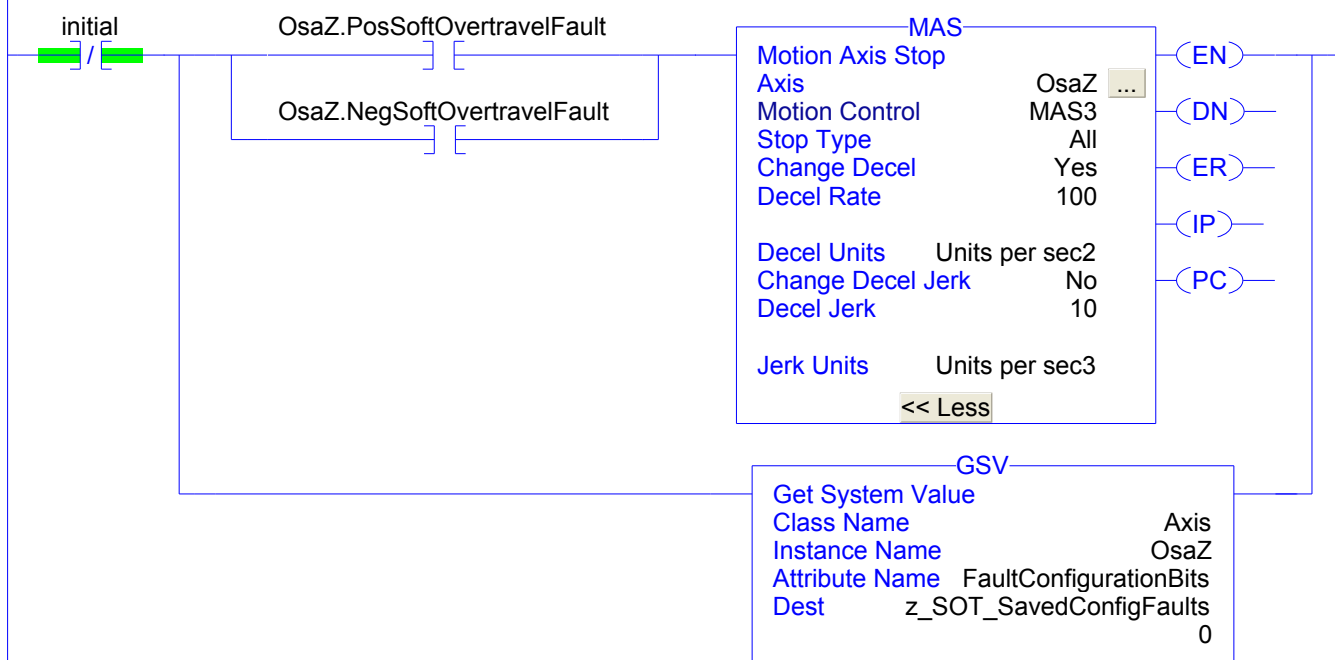 initial
OsaZ.PosSoftOvertravelFault
/
OsaZ.NegSoftOvertravelFault
MAS
Motion Axis Stop
Axis OsaZ ...
Motion Control MAS3
Stop Type All
Change Decel Yes
Decel Rate 100
Decel Units Units per sec2
Change Decel Jerk No
Decel Jerk 10
Jerk Units Units per sec3
<< Less
EN
DN
ER
IP
PC
GSV
Get System Value
Class Name Axis
Instance Name OsaZ
Attribute Name FaultConfigurationBits
Dest z_SOT_SavedConfigFaults
0